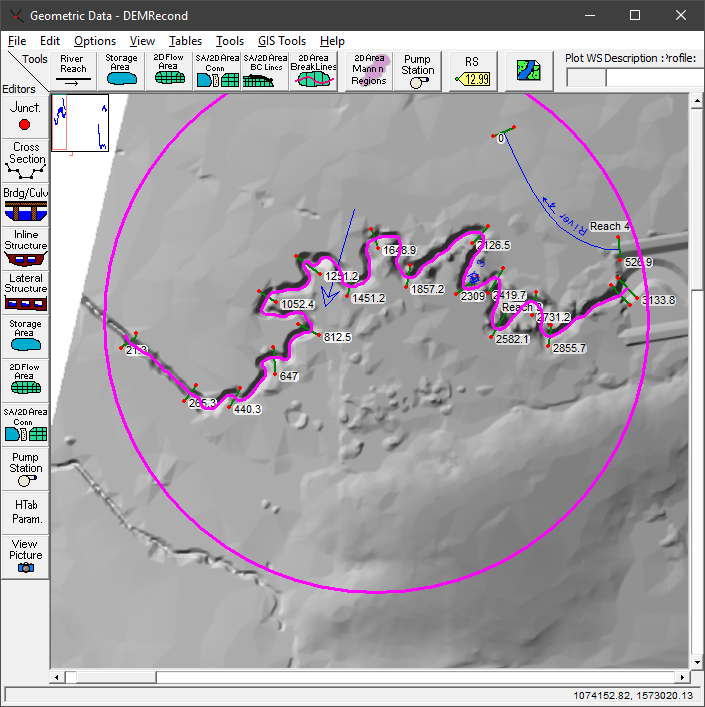 Geometric Data - DEMRecond
File Edit Options View Tables Tools GIS Tools Help
Tools
Editors
River
Reach
Storage
Area
2D Flow
Area
SA/2D Area
Conn
SA/2D Area
BC Lines
2D Area
BreakLines
2D Area
Mann n
Regions
Pump
Station
RS
12.99
Plot WS Description :
Profile:
Junct.
Cross
Section
Brdg/Culv
Inline
Structure
Lateral
Structure
Storage
Area
2D Flow
Area
SA/2D Area
Conn
Pump
Station
HTab
Param.
View
Picture
0
River 4
Reach 4
526.9
3133.8
1648.9
2126.5
1251.2
1857.2
1451.2
2309
2419.7
Reach 3
1052.4
2731.2
812.5
2582.1
2855.7
21.3
647
265.3
440.3
1074152.82, 1573020.13